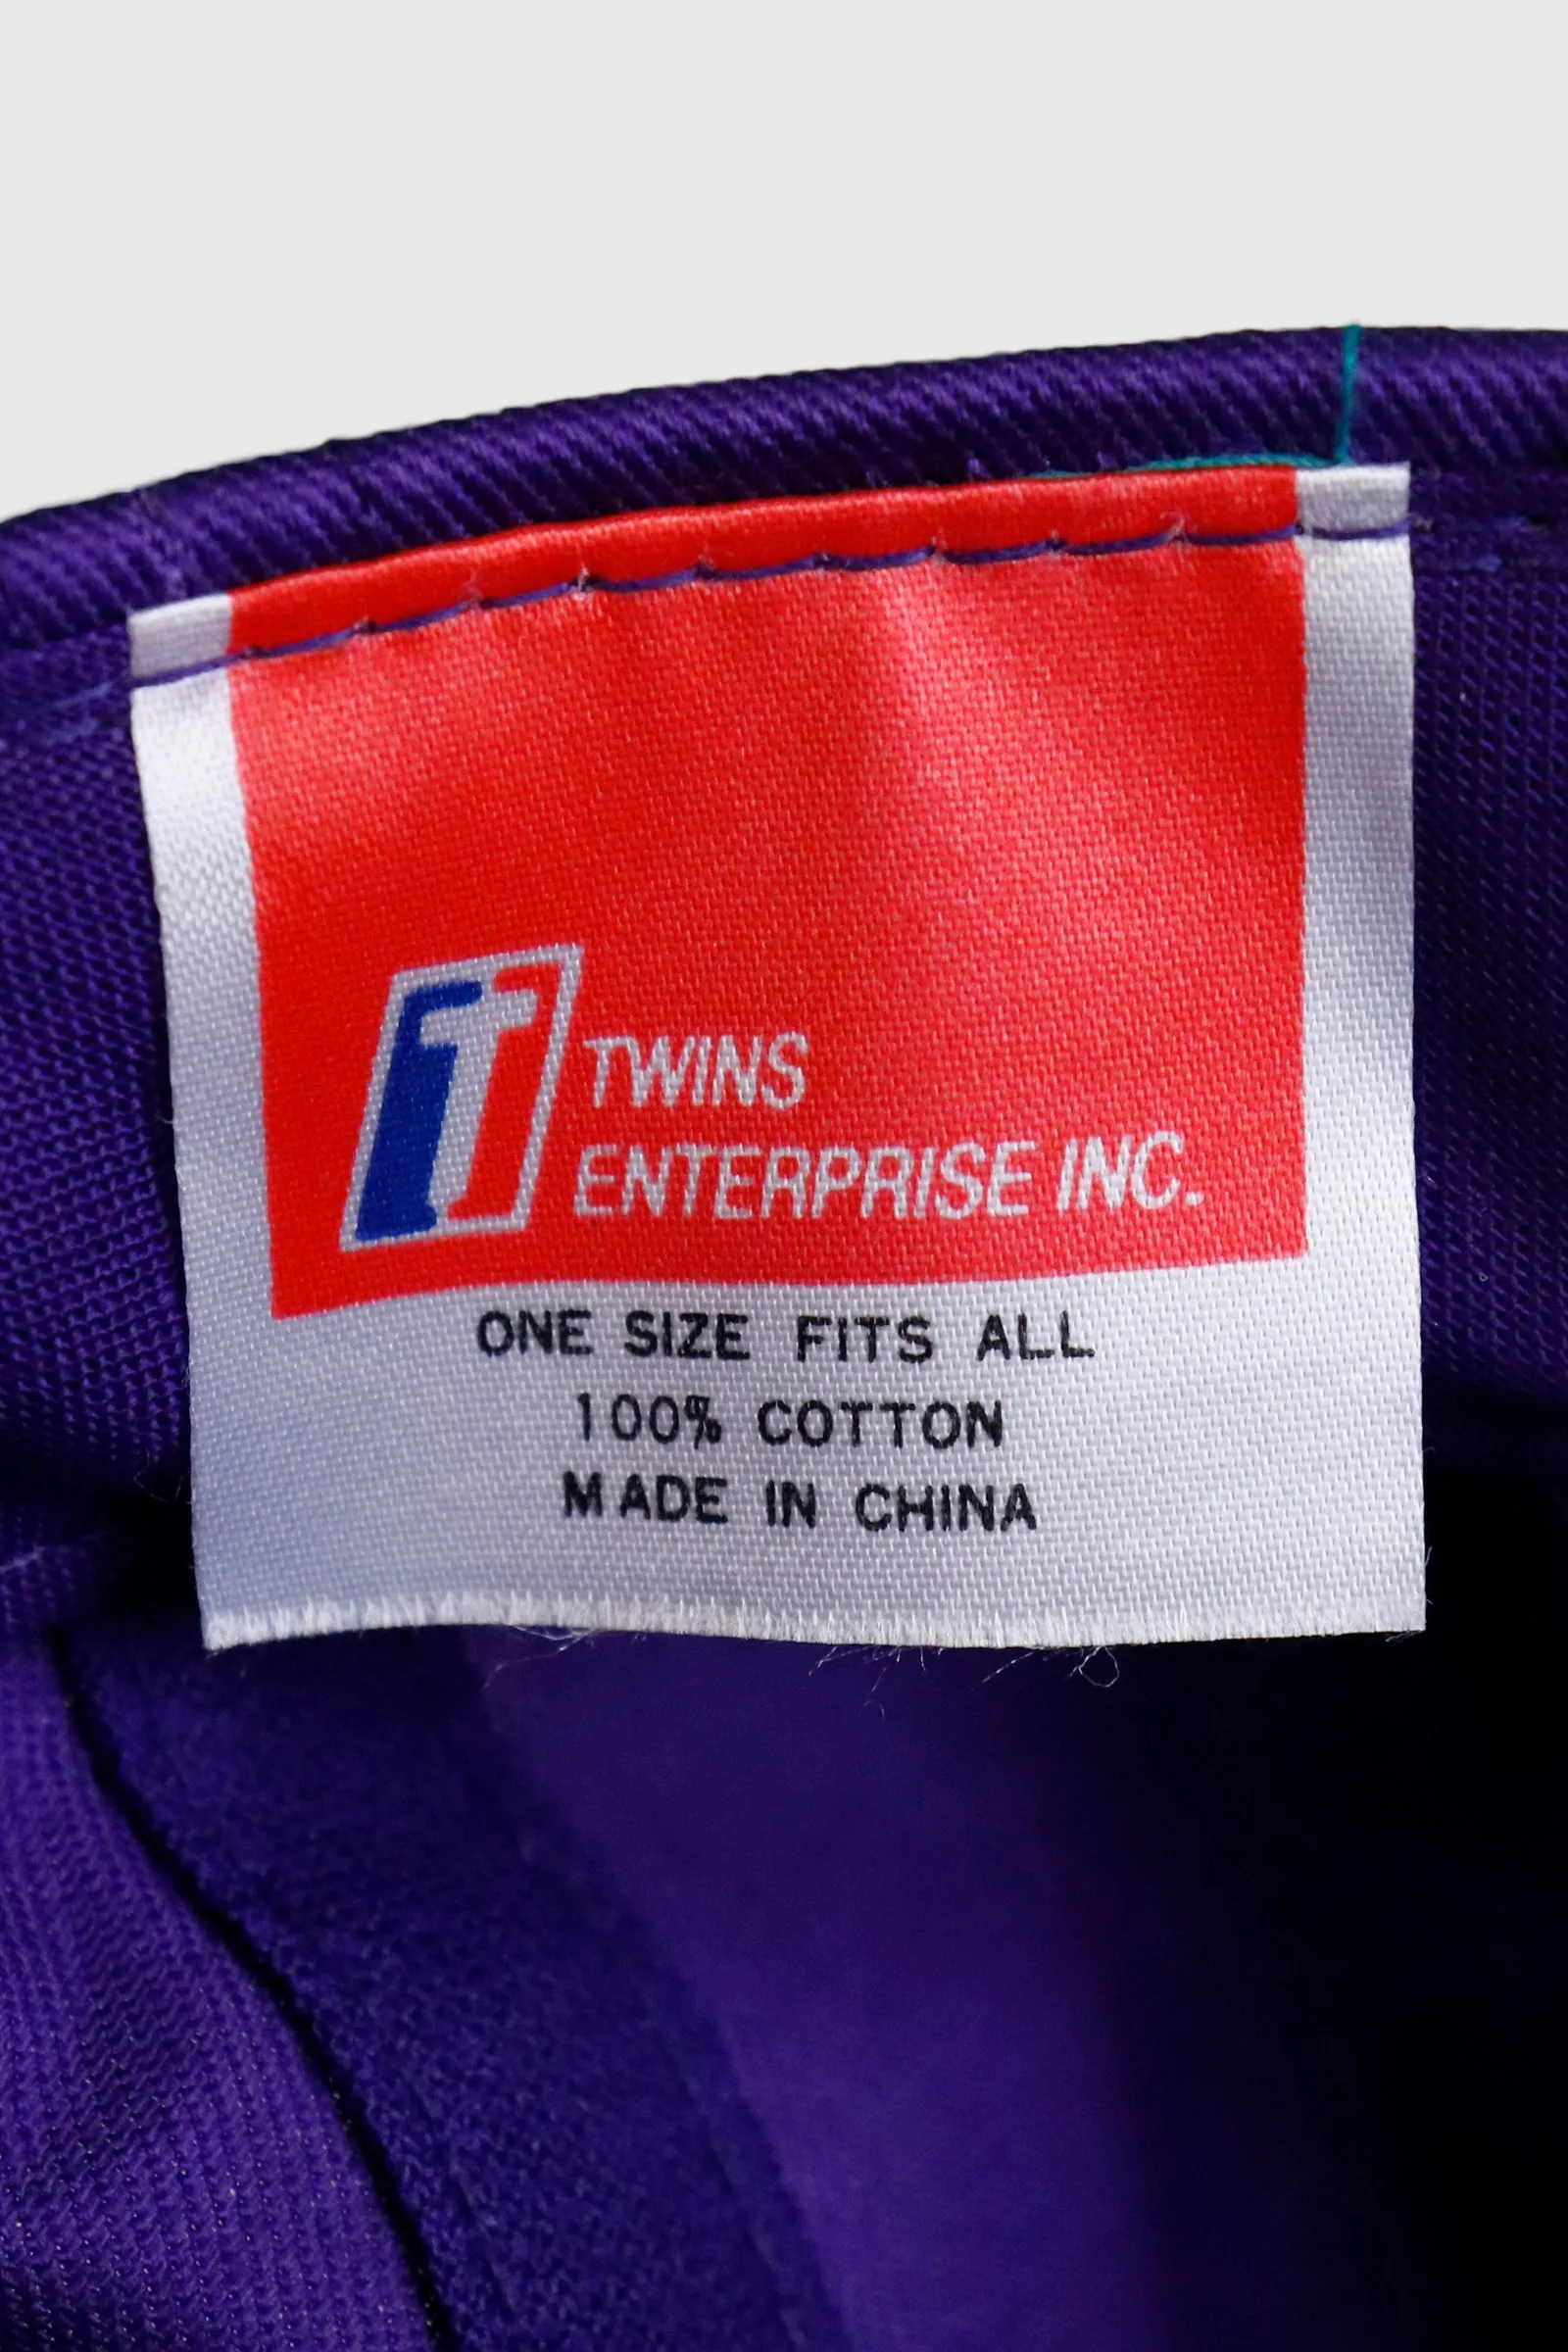 TWINS
ENTERPRISE INC.
ONE SIZE FITS ALL
100% COTTON
MADE IN CHINA